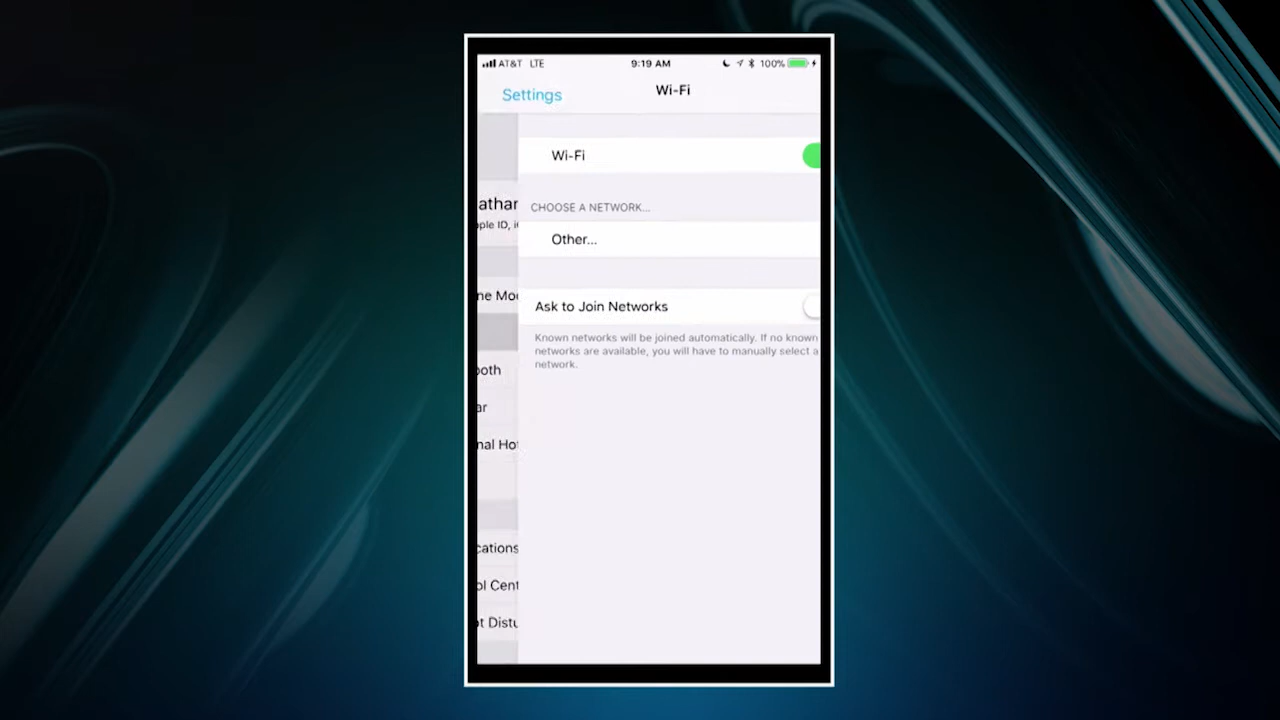 AT&T LTE 9:19 AM 100%
Settings Wi-Fi
Wi-Fi
CHOOSE A NETWORK...
athan
ple ID, i
Other...
ne Mo
Ask to Join Networks
Known networks will be joined automatically. If no known
networks are available, you will have to manually select a
network.
ooth
ar
nal Ho
cations
ol Cent
ot Distu